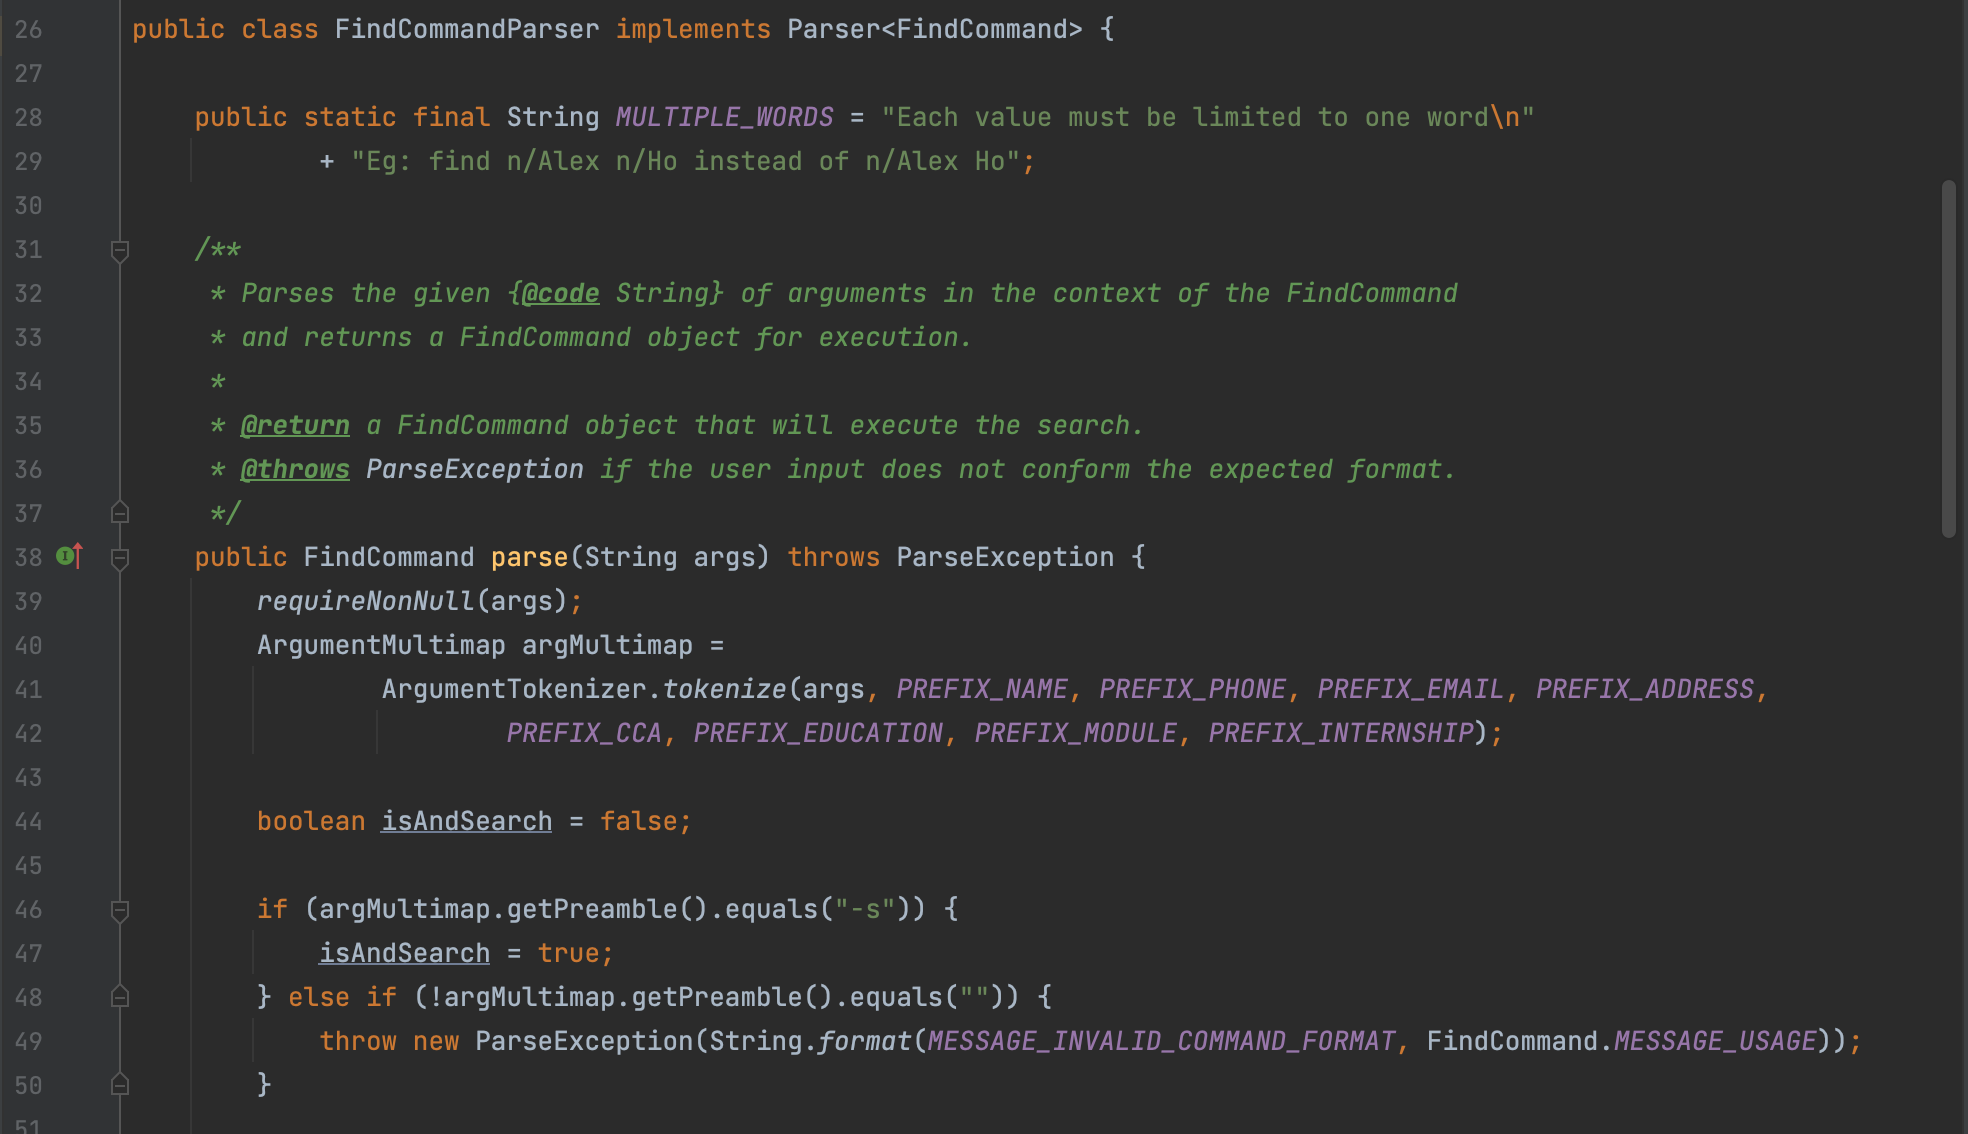 26 public class FindCommandParser implements Parser<FindCommand> {
27
28 public static final String MULTIPLE_WORDS = "Each value must be limited to one word\n"
29 + "Eg: find n/Alex n/Ho instead of n/Alex Ho";
30
31 /**
32 * Parses the given {@code String} of arguments in the context of the FindCommand
33 * and returns a FindCommand object for execution.
34 *
35 * @return a FindCommand object that will execute the search.
36 * @throws ParseException if the user input does not conform the expected format.
37 */
38 public FindCommand parse(String args) throws ParseException {
39 requireNonNull(args);
40 ArgumentMultimap argMultimap =
41 ArgumentTokenizer.tokenize(args, PREFIX_NAME, PREFIX_PHONE, PREFIX_EMAIL, PREFIX_ADDRESS,
42 PREFIX_CCA, PREFIX_EDUCATION, PREFIX_MODULE, PREFIX_INTERNSHIP);
43
44 boolean isAndSearch = false;
45
46 if (argMultimap.getPreamble().equals("-s")) {
47 isAndSearch = true;
48 } else if (!argMultimap.getPreamble().equals("")) {
49 throw new ParseException(String.format(MESSAGE_INVALID_COMMAND_FORMAT, FindCommand.MESSAGE_USAGE));
50 }
51